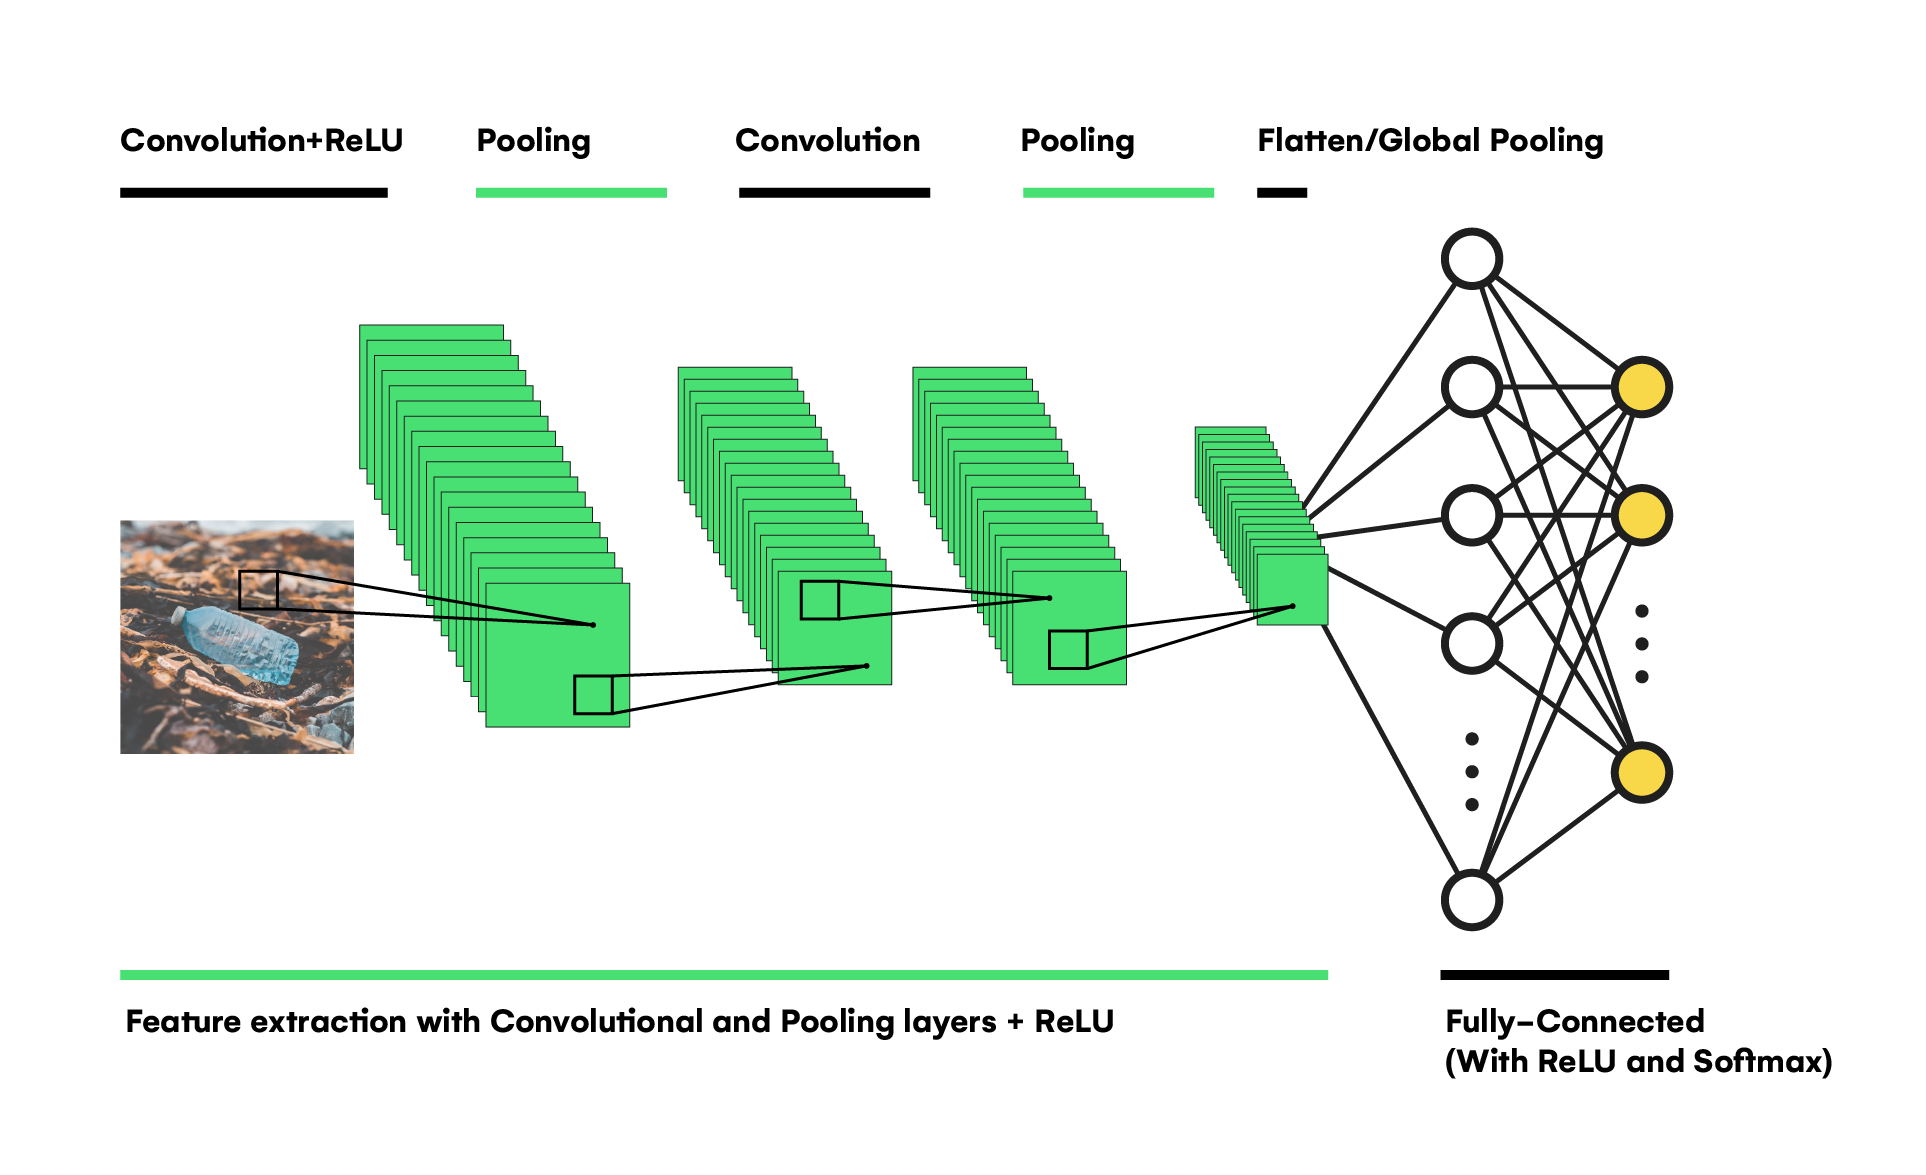 Convolution+ReLU
Pooling
Convolution
Pooling
Flatten/Global Pooling
Feature extraction with Convolutional and Pooling layers + ReLU
Fully-Connected
(With ReLU and Softmax)